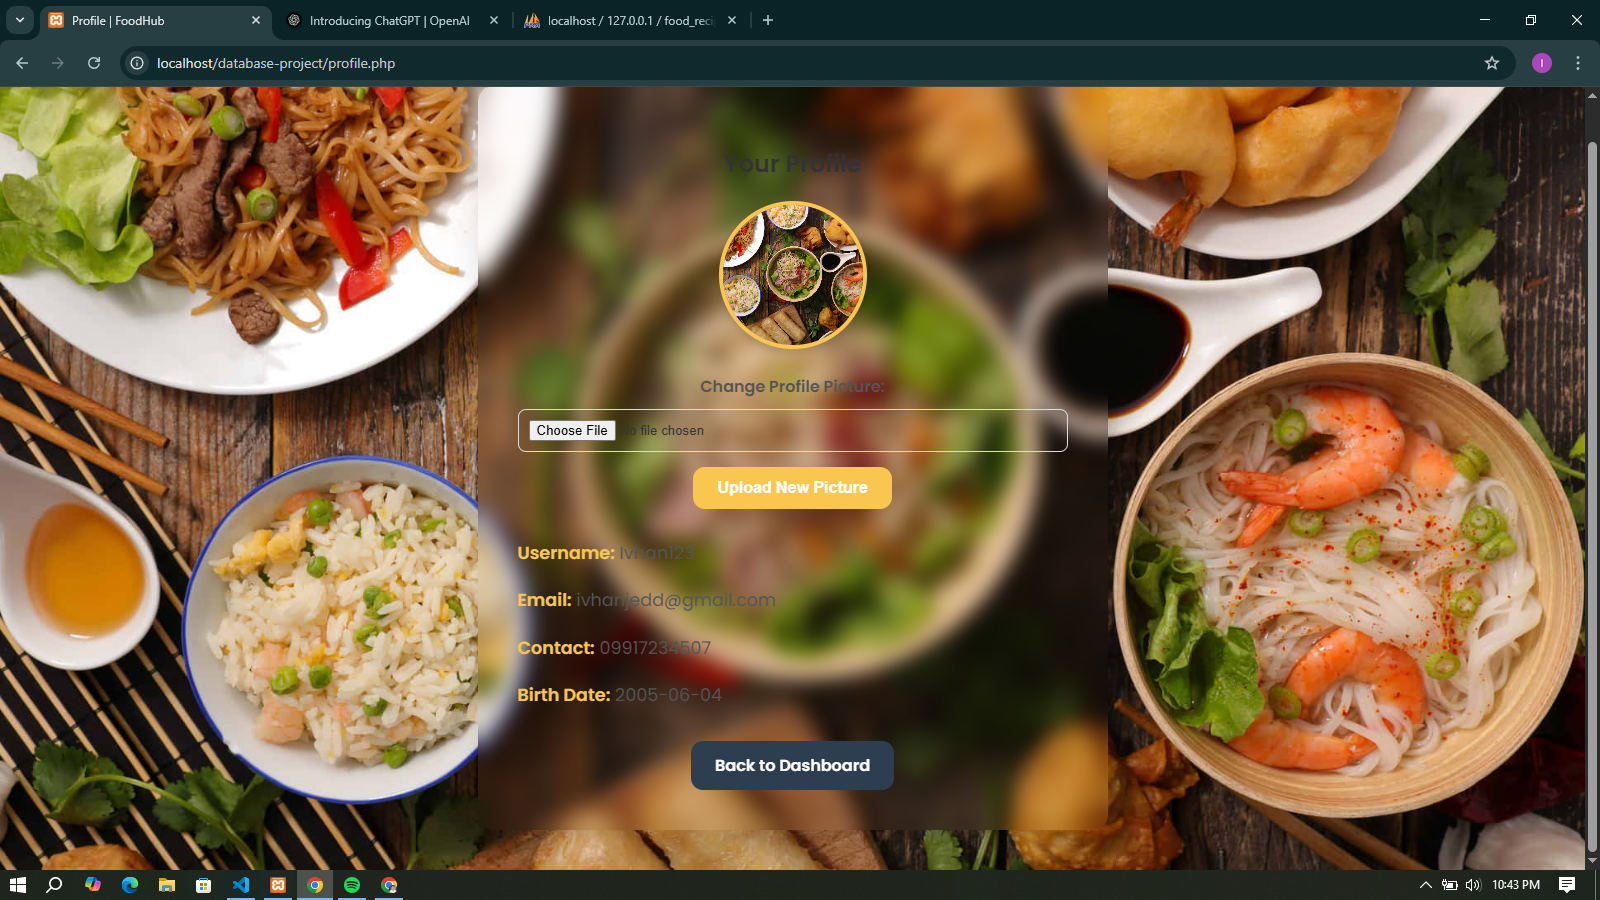 Profile | FoodHub
Introducing ChatGPT | OpenAI
localhost / 127.0.0.1 / food_reci
localhost/database-project/profile.php
I
Your Profile
Change Profile Picture:
Choose File No file chosen
Upload New Picture
Username: Ivhan123
Email: ivhanjedd@gmail.com
Contact: 09917234507
Birth Date: 2005-06-04
Back to Dashboard
10:43 PM